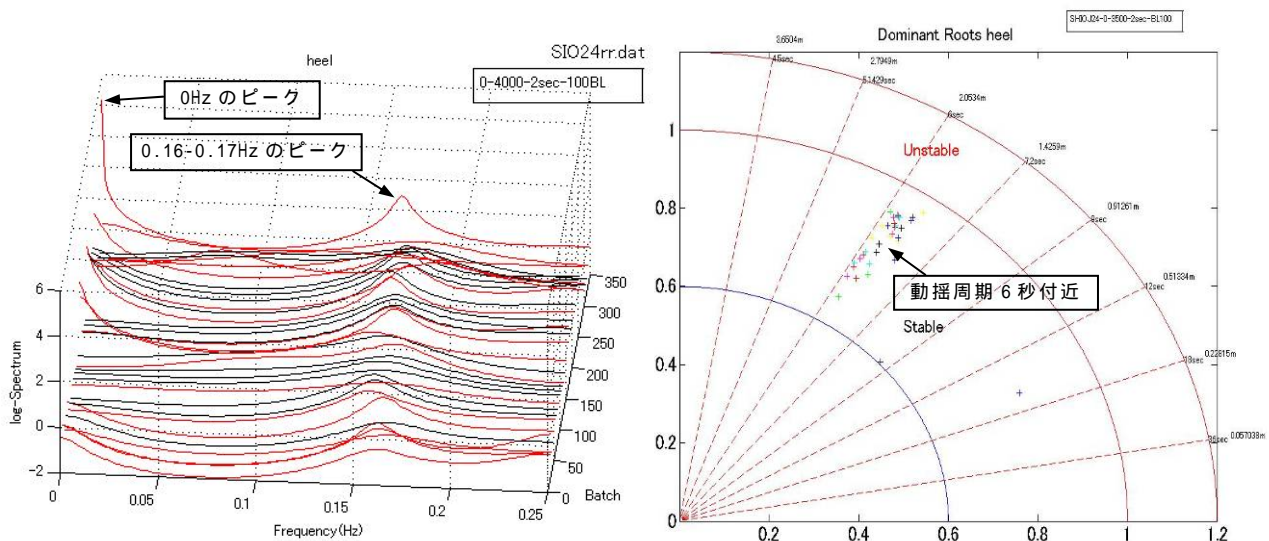 heel
SIO24rr.dat
0-4000-2sec-100BL
0Hz のピーク
0.16-0.17Hz のピーク
6
4
2
0
-2
log-Spectrum
0
0.05
0.1
0.15
0.2
0.25
Frequency(Hz)
0
50
100
150
200
250
300
350
Batch
Dominant Roots heel
3.6504m
2.7949m
5.1429sec
2.0534m
6sec
1.4259m
7.2sec
0.91261m
9sec
0.51334m
12sec
0.22815m
18sec
0.057038m
36sec
Unstable
動揺周期6秒付近
Stable
1
0.8
0.6
0.4
0.2
0
0.2
0.4
0.6
0.8
1.0
1.2